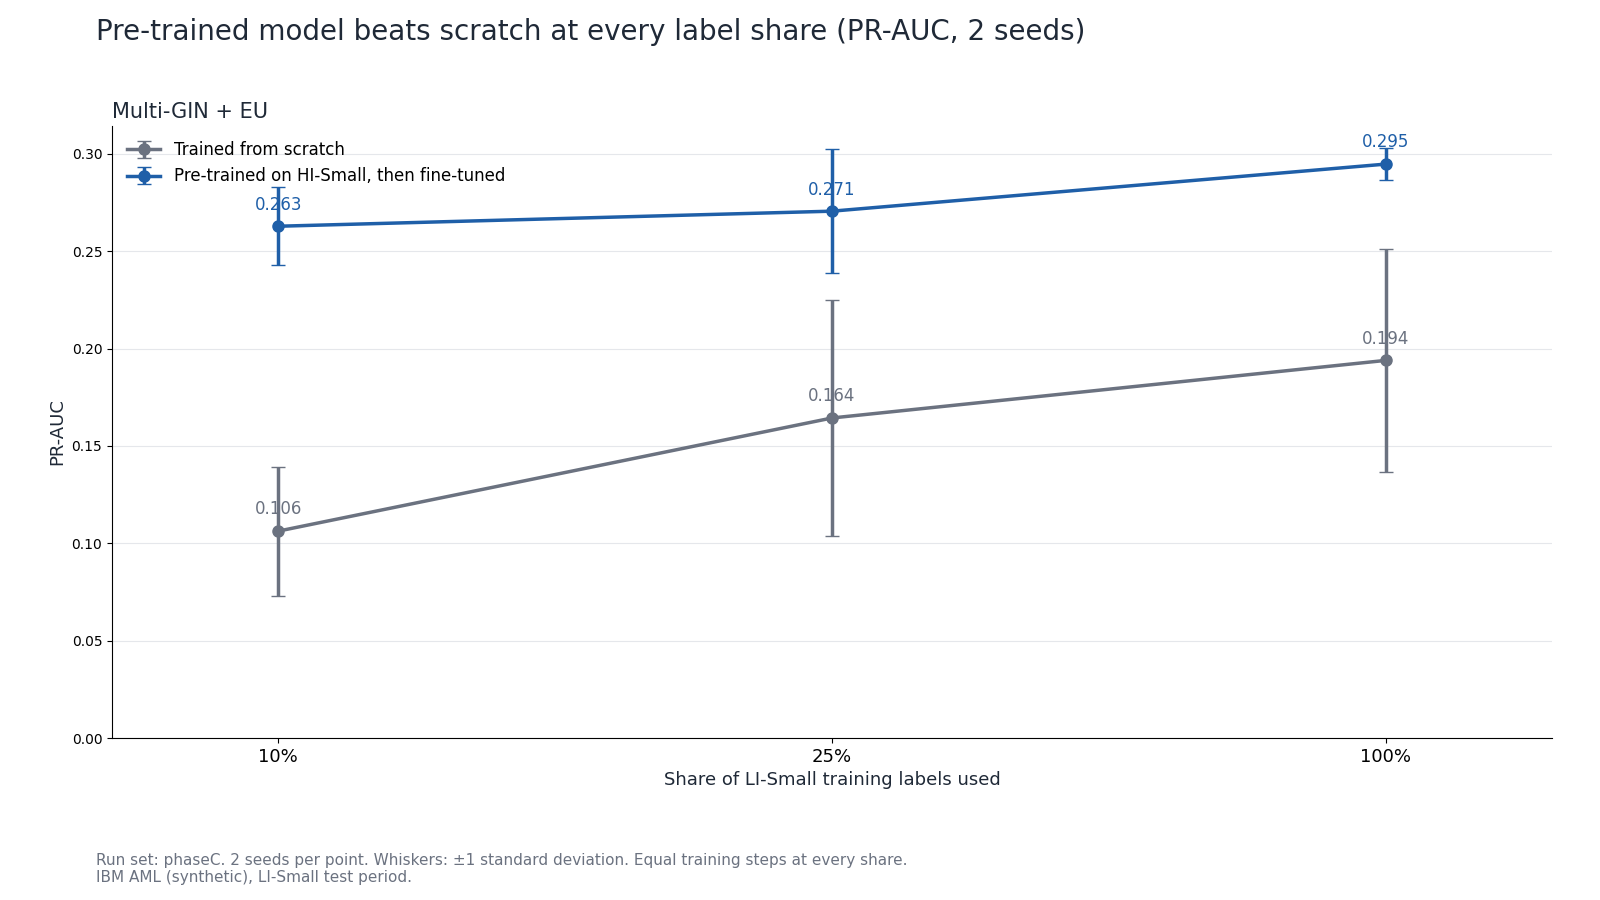 Pre-trained model beats scratch at every label share (PR-AUC, 2 seeds)
Multi-GIN + EU
Trained from scratch
Pre-trained on HI-Small, then fine-tuned
0.30
0.25
0.20
0.15
0.10
0.05
0.00
PR-AUC
0.263
0.271
0.295
0.106
0.164
0.194
10%
25%
100%
Share of LI-Small training labels used
Run set: phaseC. 2 seeds per point. Whiskers: ±1 standard deviation. Equal training steps at every share.
IBM AML (synthetic), LI-Small test period.